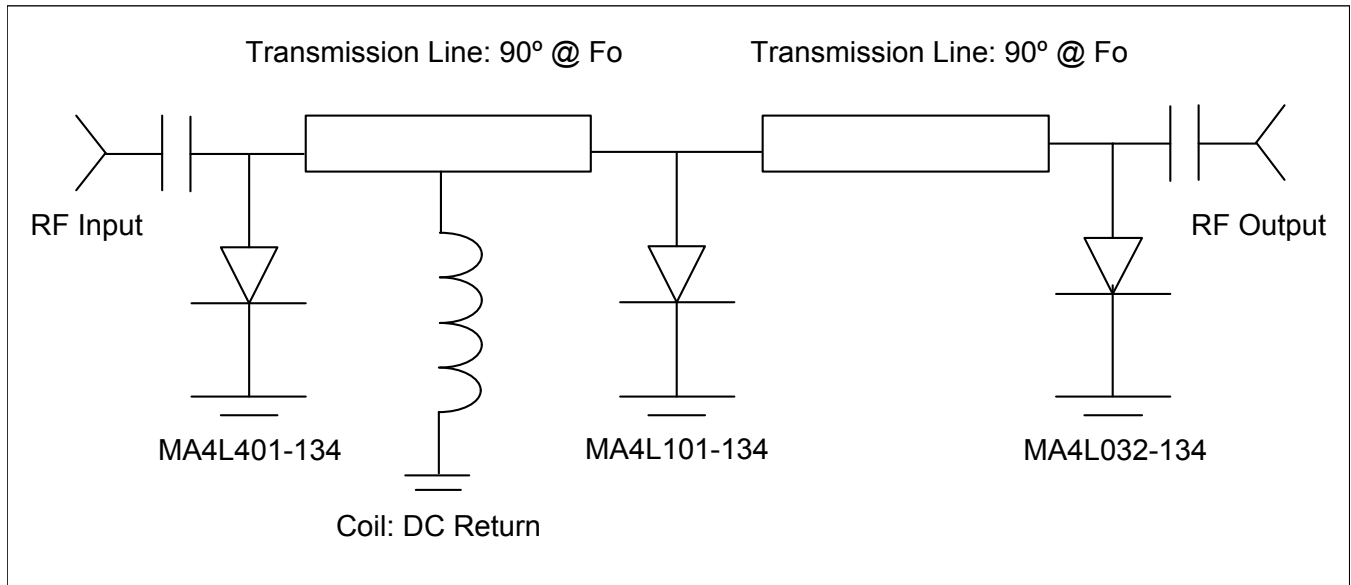 Transmission Line: 90º @ Fo
Transmission Line: 90º @ Fo
RF Input
RF Output
MA4L401-134
MA4L101-134
MA4L032-134
Coil: DC Return